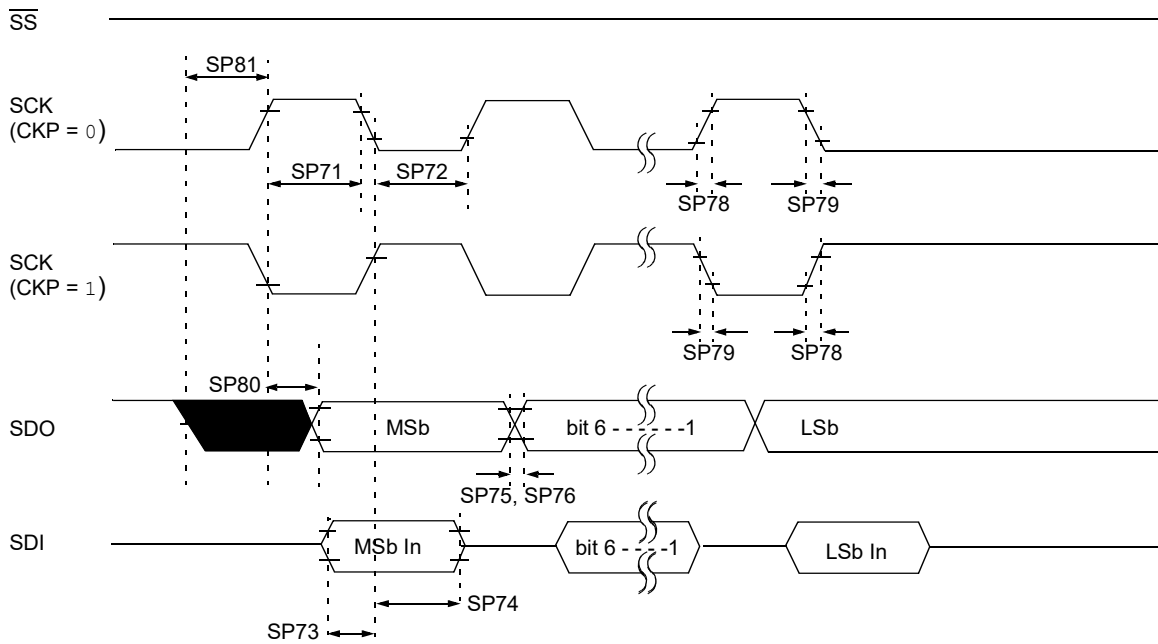 SS
SP81
SCK
(CKP = 0)
SP71
SP72
SP78
SP79
SCK
(CKP = 1)
SP79
SP78
SP80
SDO
MSb
bit 6 - - - - - -1
LSb
SP75, SP76
SDI
MSb In
bit 6 - - - - -1
LSb In
SP74
SP73